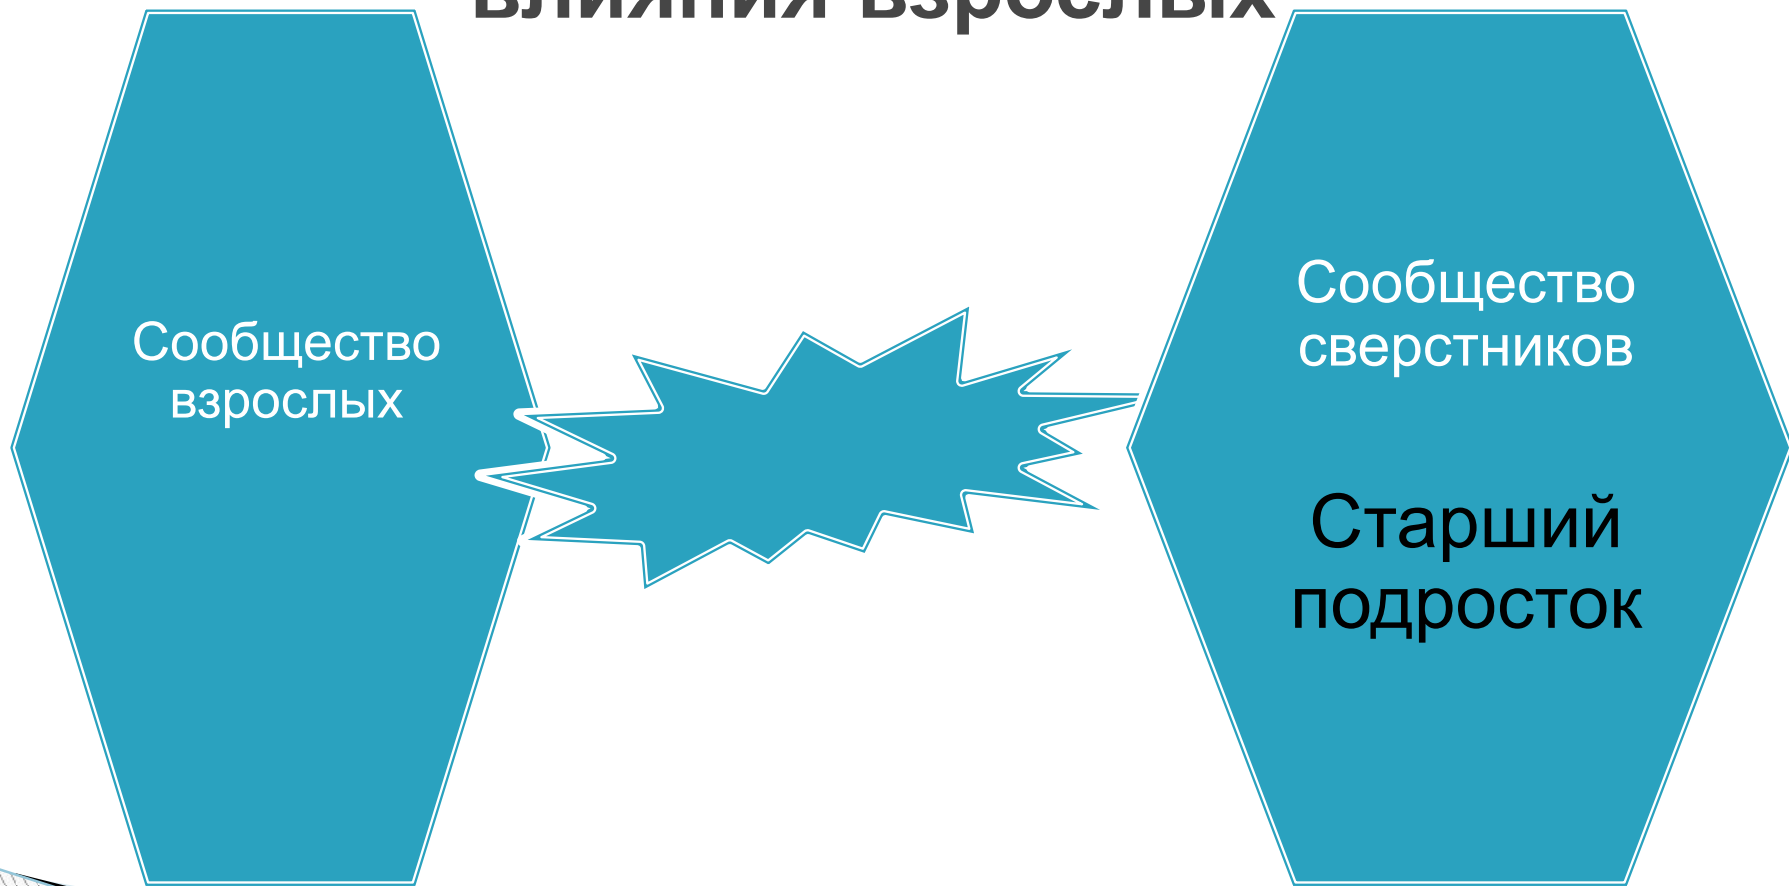 влияния взрослых
Сообщество
взрослых
Сообщество
сверстников
Старший
подросток